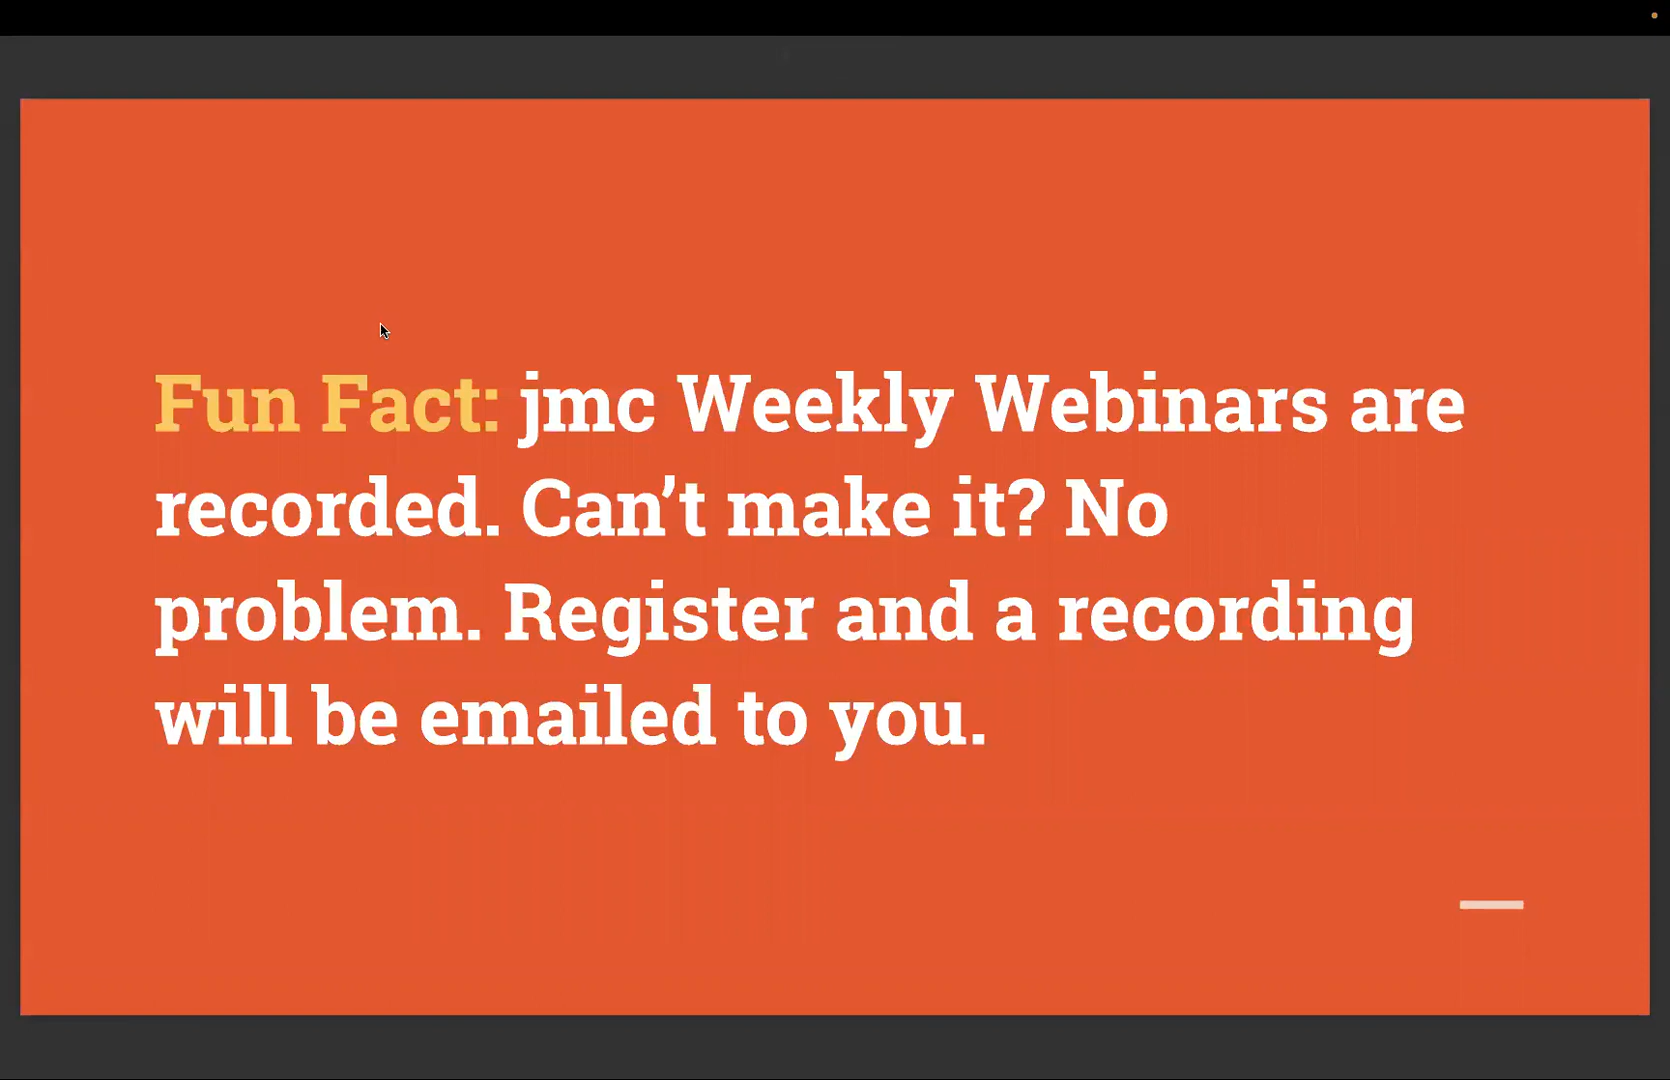 Fun Fact: jmc Weekly Webinars are
recorded. Can’t make it? No
problem. Register and a recording
will be emailed to you.